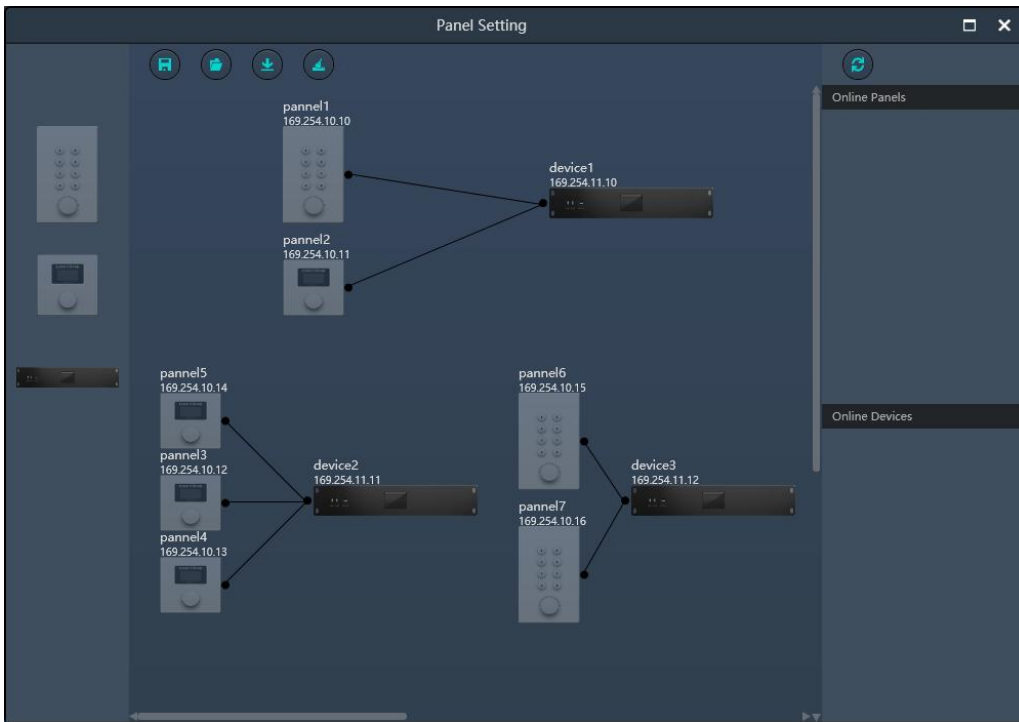 Panel Setting
Online Panels
pannel1
169.254.10.10
device1
169.254.11.10
pannel2
169.254.10.11
pannel5
169.254.10.14
pannel6
169.254.10.15
Online Devices
pannel3
169.254.10.12
device2
169.254.11.11
device3
169.254.11.12
pannel7
169.254.10.16
pannel4
169.254.10.13